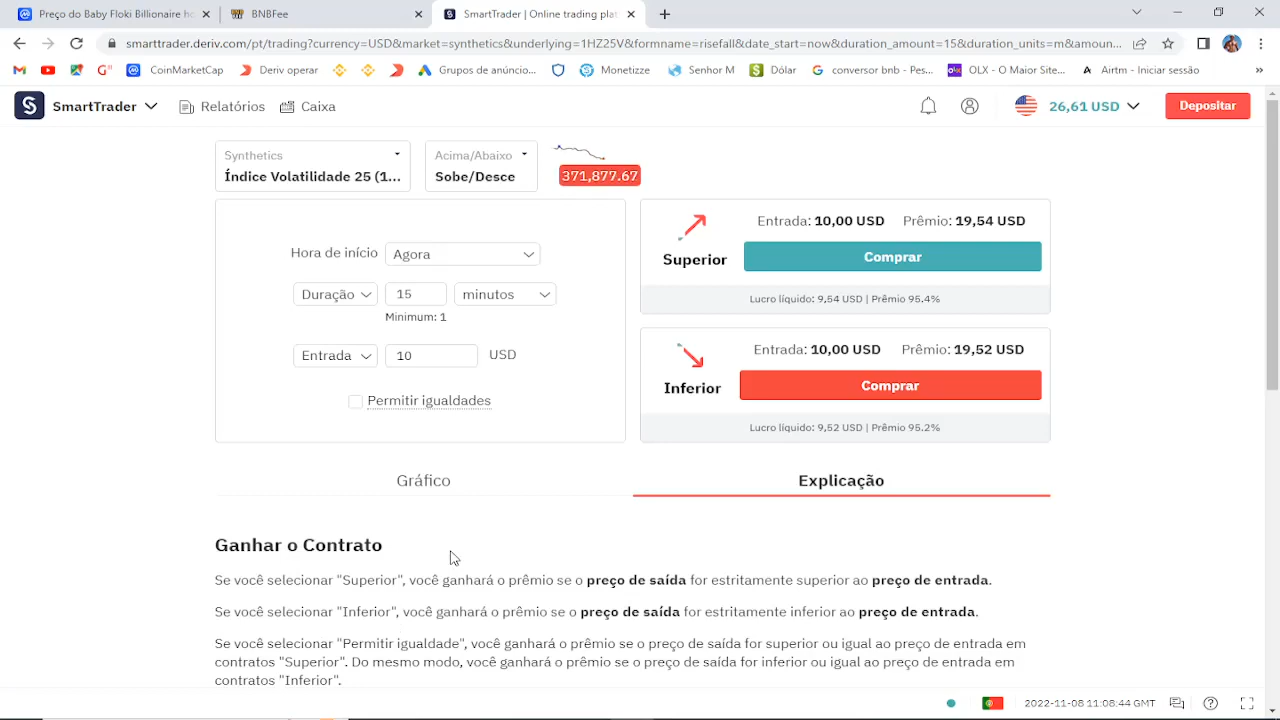 Preço do Baby Floki Billionaire ho
BNBFee
SmartTrader | Online trading plat
smarttrader.deriv.com/pt/trading?currency=USD&market=synthetics&underlying=1HZ25V&formname=risefall&date_start=now&duration_amount=15&duration_units=m&amoun...
CoinMarketCap
Deriv operar
Grupos de anúncio...
Monetizze
Senhor M
Dólar
conversor bnb - Pes...
OLX - O Maior Site...
Airtm - Iniciar sessão
SmartTrader
Relatórios
Caixa
26,61 USD
Depositar
Synthetics
Índice Volatilidade 25 (1...
Acima/Abaixo
Sobe/Desce
371,877.67
Hora de início
Agora
Duração
15
minutos
Minimum: 1
Entrada
10
USD
Permitir igualdades
Superior
Entrada: 10,00 USD Prêmio: 19,54 USD
Comprar
Lucro líquido: 9,54 USD | Prêmio 95.4%
Inferior
Entrada: 10,00 USD Prêmio: 19,52 USD
Comprar
Lucro líquido: 9,52 USD | Prêmio 95.2%
Gráfico
Explicação
Ganhar o Contrato
Se você selecionar "Superior", você ganhará o prêmio se o preço de saída for estritamente superior ao preço de entrada.
Se você selecionar "Inferior", você ganhará o prêmio se o preço de saída for estritamente inferior ao preço de entrada.
Se você selecionar "Permitir igualdade", você ganhará o prêmio se o preço de saída for superior ou igual ao preço de entrada em
contratos "Superior". Do mesmo modo, você ganhará o prêmio se o preço de saída for inferior ou igual ao preço de entrada em
contratos "Inferior".
2022-11-08 11:08:44 GMT